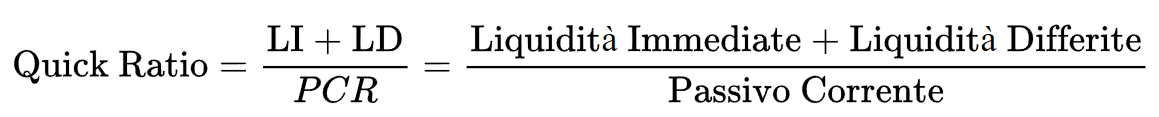 Quick Ratio = LI + LD / PCR = Liquidità Immediate + Liquidità Differite / Passivo Corrente